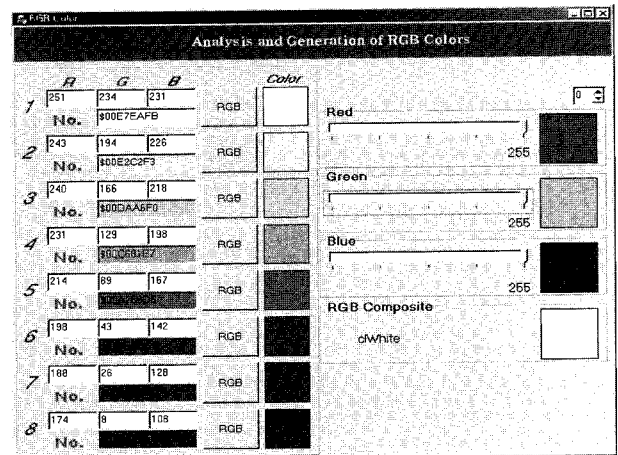 RGB Color
Analysis and Generation of RGB Colors
R G B Color
1 251 234 231 RGB
No. $00E7EAFB
2 243 194 226 RGB
No. $00E2C2F3
3 240 166 218 RGB
No. $00DAA6F0
4 231 129 198 RGB
No.
5 214 89 167 RGB
No.
6 198 43 142 RGB
No.
7 188 26 128 RGB
No.
8 174 8 108 RGB
No.
0
Red
255
Green
255
Blue
255
RGB Composite
clWhite